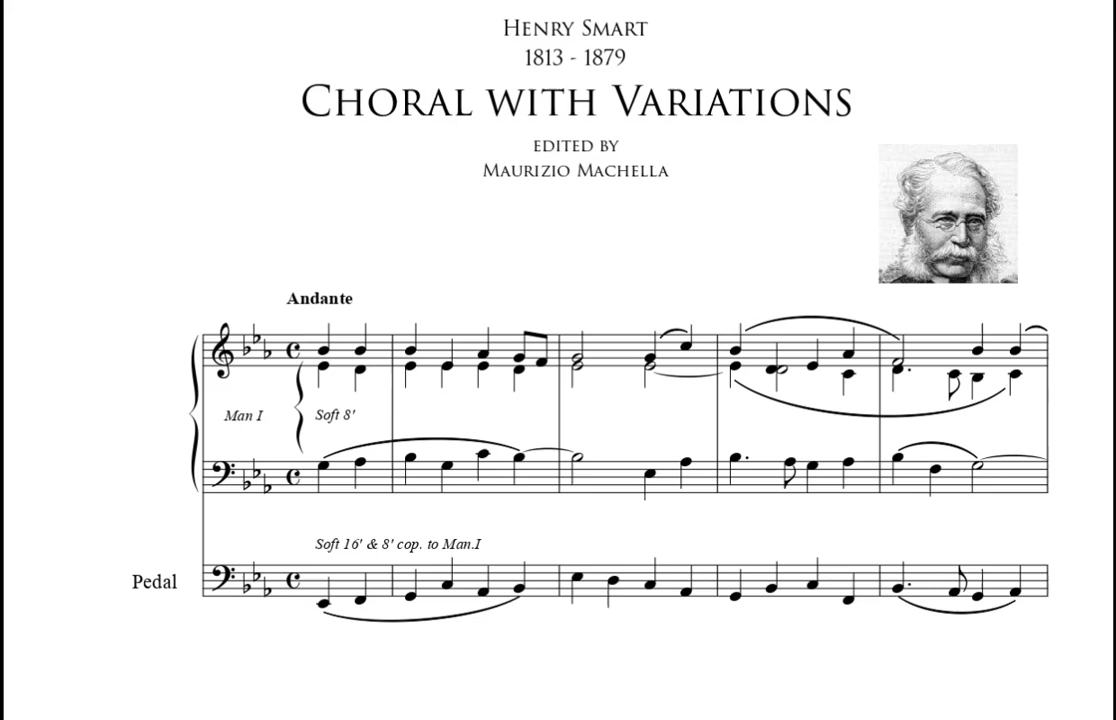 HENRY SMART
1813 - 1879
CHORAL WITH VARIATIONS
EDITED BY
MAURIZIO MACHELLA
Andante
Man I
Soft 8'
Soft 16' & 8' cop. to Man.I
Pedal